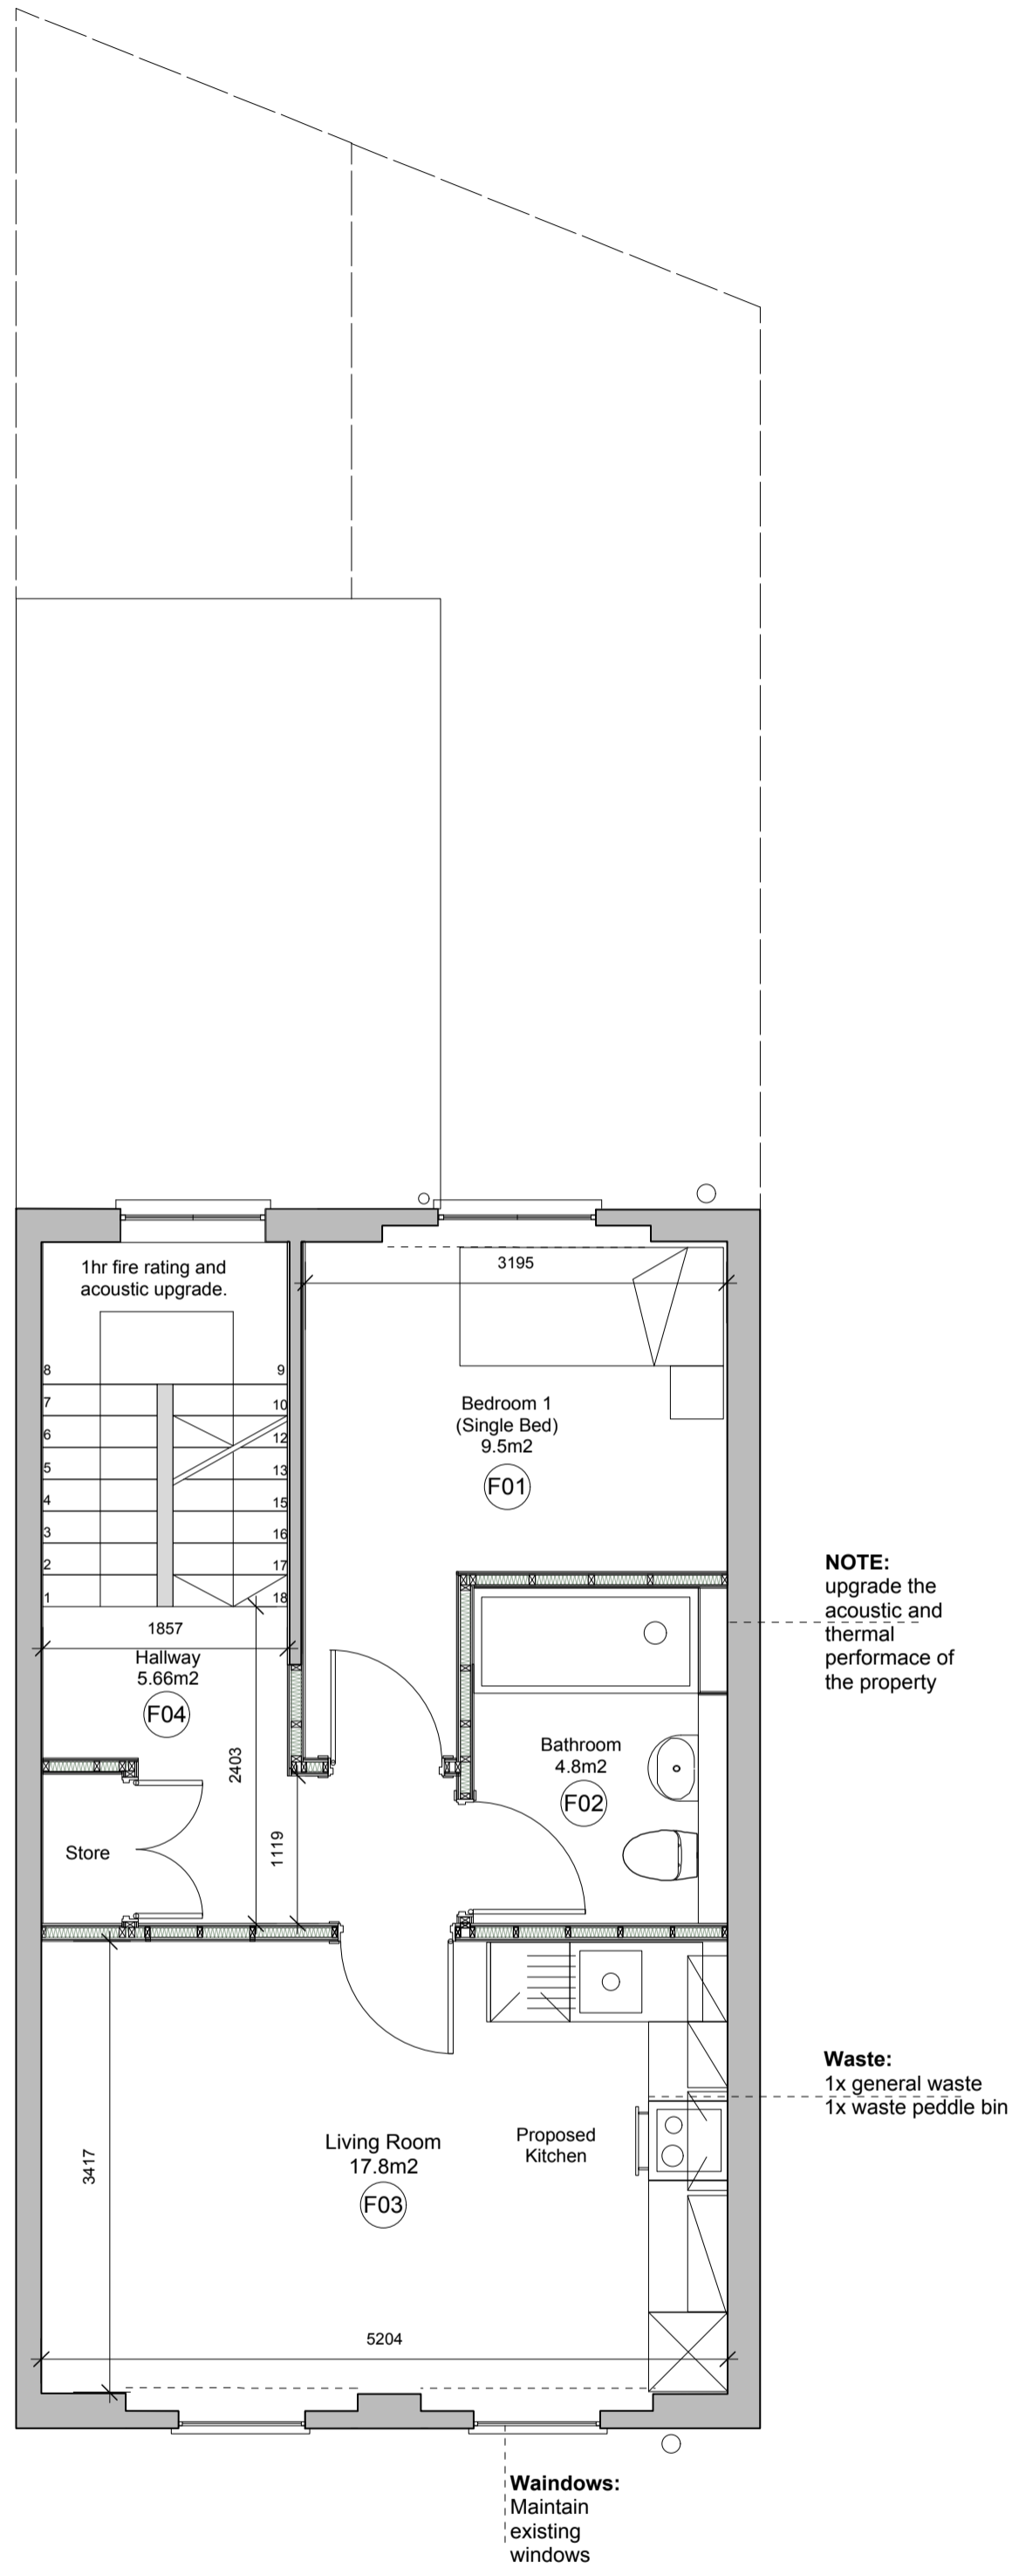 1hr fire rating and
acoustic upgrade.
3195
8
9
7
10
6
12
5
13
4
15
3
16
2
17
1
18
Bedroom 1
(Single Bed)
9.5m2
F01
NOTE:
upgrade the
acoustic and
thermal
performace of
the property
1857
Hallway
5.66m2
F04
2403
1119
Bathroom
4.8m2
F02
Store
Waste:
1x general waste
1x waste peddle bin
Living Room
17.8m2
F03
Proposed
Kitchen
3417
5204
Waindows:
Maintain
existing
windows